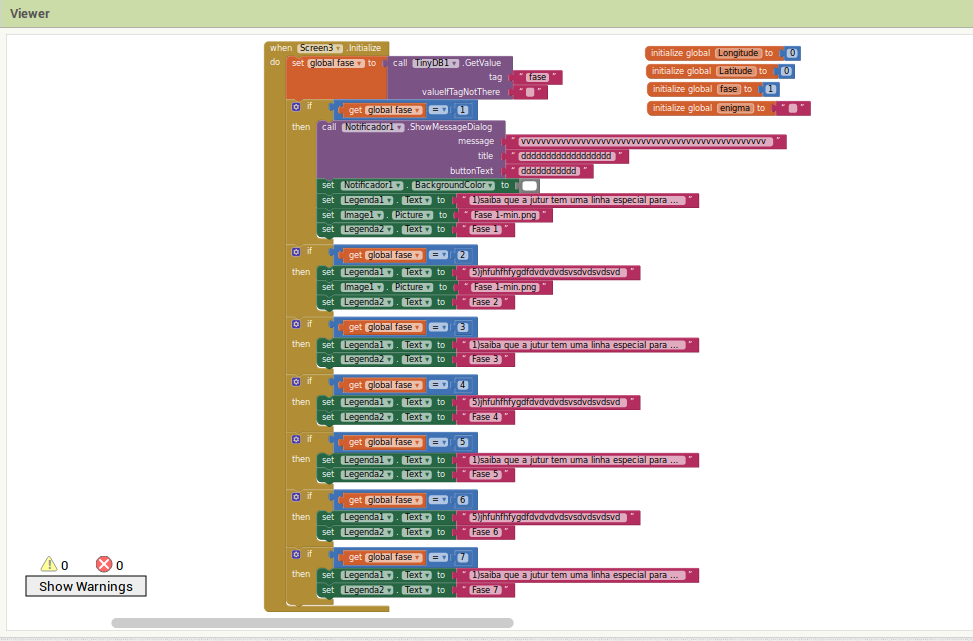 Viewer
when Screen3 .Initialize
do set global fase to call TinyDB1 .GetValue
tag " fase "
valueIfTagNotThere " "
if get global fase = 1
then call Notificador1 .ShowMessageDialog
message " vvvvvvvvvvvvvvvvvvvvvvvvvvvvvvvvvvvvvvvvvvvvvvvvv "
title " dddddddddddddddddd "
buttonText " ddddddddddd "
set Notificador1 . BackgroundColor to
set Legenda1 . Text to " 1)saiba que a jutur tem uma linha especial para ... "
set Image1 . Picture to " Fase 1-min.png "
set Legenda2 . Text to " Fase 1 "
if get global fase = 2
then set Legenda1 . Text to " 5)jhfuhfhfygdfdvdvdvdsvsdvdsvdsvd "
set Image1 . Picture to " Fase 1-min.png "
set Legenda2 . Text to " Fase 2 "
if get global fase = 3
then set Legenda1 . Text to " 1)saiba que a jutur tem uma linha especial para ... "
set Legenda2 . Text to " Fase 3 "
if get global fase = 4
then set Legenda1 . Text to " 5)jhfuhfhfygdfdvdvdvdsvsdvdsvdsvd "
set Legenda2 . Text to " Fase 4 "
if get global fase = 5
then set Legenda1 . Text to " 1)saiba que a jutur tem uma linha especial para ... "
set Legenda2 . Text to " Fase 5 "
if get global fase = 6
then set Legenda1 . Text to " 5)jhfuhfhfygdfdvdvdvdsvsdvdsvdsvd "
set Legenda2 . Text to " Fase 6 "
if get global fase = 7
then set Legenda1 . Text to " 1)saiba que a jutur tem uma linha especial para ... "
set Legenda2 . Text to " Fase 7 "
initialize global Longitude to 0
initialize global Latitude to 0
initialize global fase to 1
initialize global enigma to " "
0 0
Show Warnings